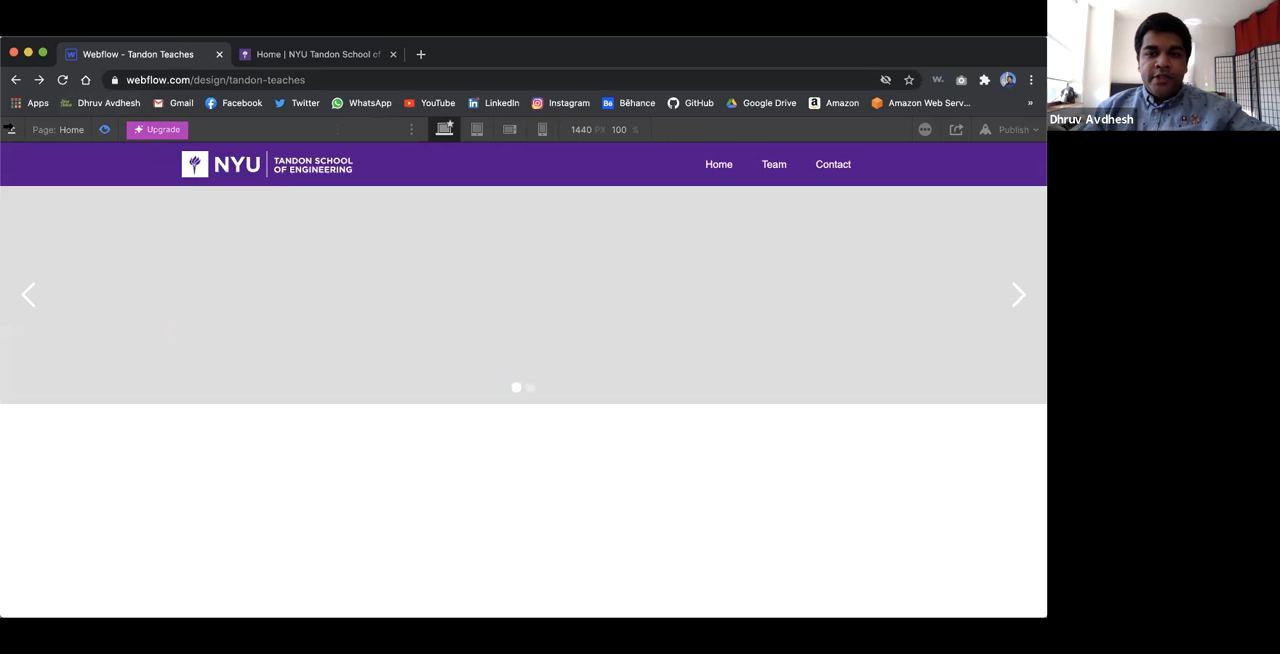 Webflow - Tandon Teaches
Home | NYU Tandon School of
webflow.com/design/tandon-teaches
Apps Dhruv Avdhesh Gmail Facebook Twitter WhatsApp YouTube LinkedIn Instagram Bēhance GitHub Google Drive Amazon Amazon Web Serv... »
Page: Home Upgrade 1440 PX 100 % Publish
NYU TANDON SCHOOL
OF ENGINEERING
Home Team Contact
Dhruv Avdhesh